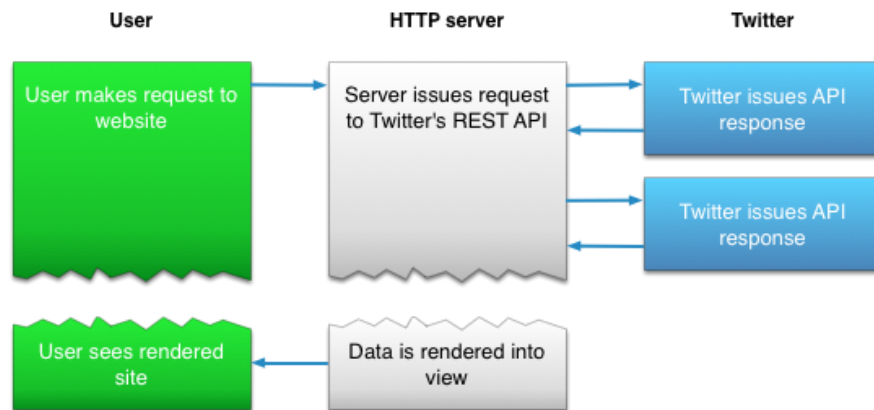 User
HTTP server
Twitter
User makes request to
website
Server issues request
to Twitter's REST API
Twitter issues API
response
Twitter issues API
response
User sees rendered
site
Data is rendered into
view